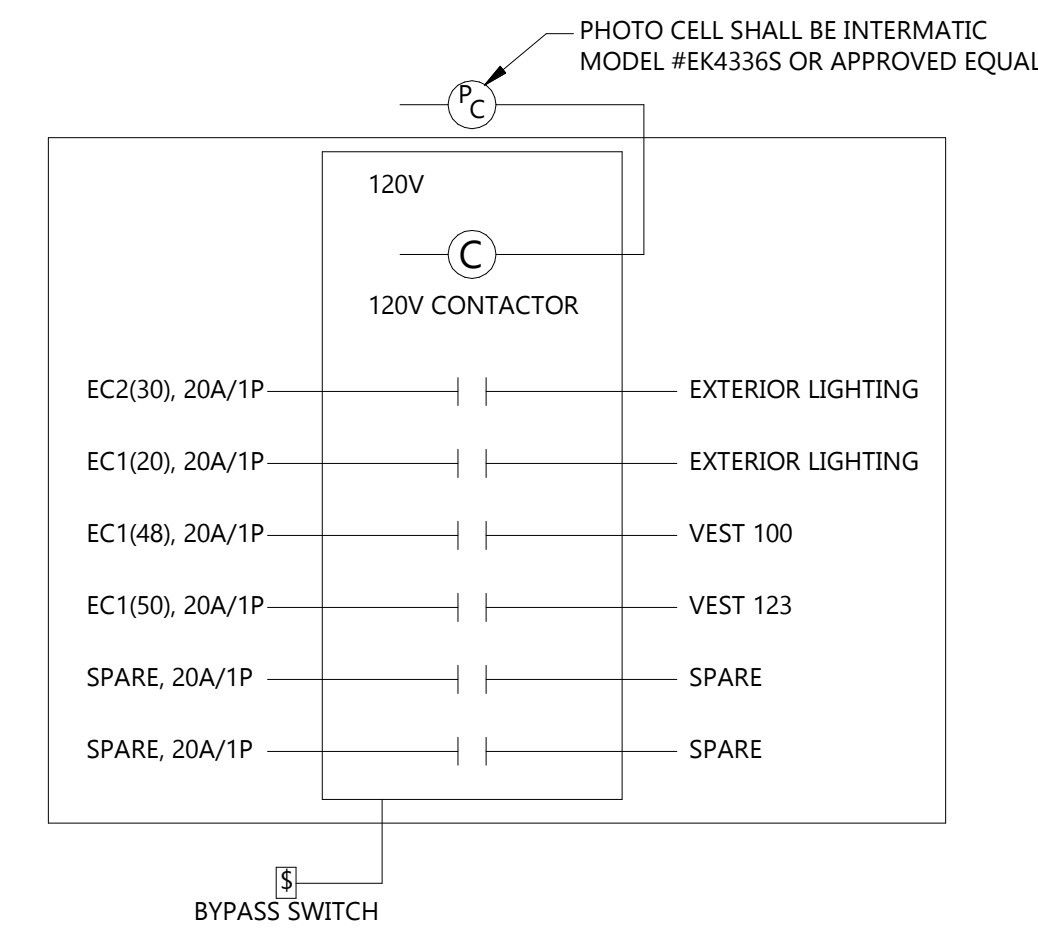 PHOTO CELL SHALL BE INTERMATIC
MODEL #EK4336S OR APPROVED EQUAL
PC
120V
C
120V CONTACTOR
EC2(30), 20A/1P EXTERIOR LIGHTING
EC1(20), 20A/1P EXTERIOR LIGHTING
EC1(48), 20A/1P VEST 100
EC1(50), 20A/1P VEST 123
SPARE, 20A/1P SPARE
SPARE, 20A/1P SPARE
$
BYPASS SWITCH